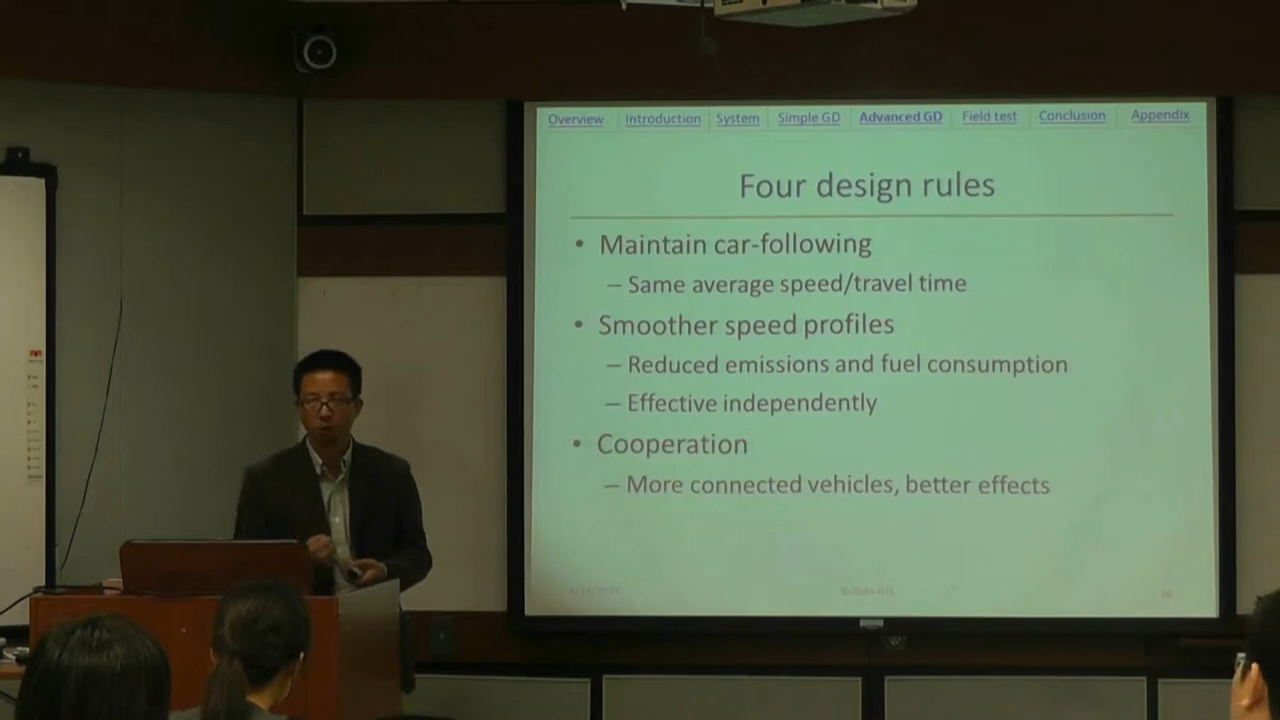 Overview Introduction System Simple GD Advanced GD Field test Conclusion Appendix
Four design rules
• Maintain car-following
– Same average speed/travel time
• Smoother speed profiles
– Reduced emissions and fuel consumption
– Effective independently
• Cooperation
– More connected vehicles, better effects